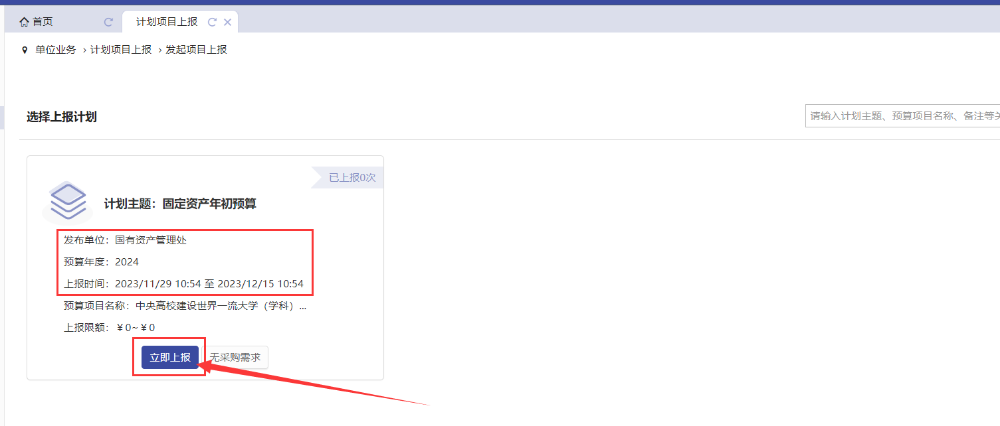 首页
计划项目上报
单位业务 > 计划项目上报 > 发起项目上报
选择上报计划
请输入计划主题、预算项目名称、备注等关
已上报0次
计划主题：固定资产年初预算
发布单位：国有资产管理处
预算年度：2024
上报时间：2023/11/29 10:54 至 2023/12/15 10:54
预算项目名称：中央高校建设世界一流大学（学科）...
上报限额：￥0~￥0
立即上报
无采购需求